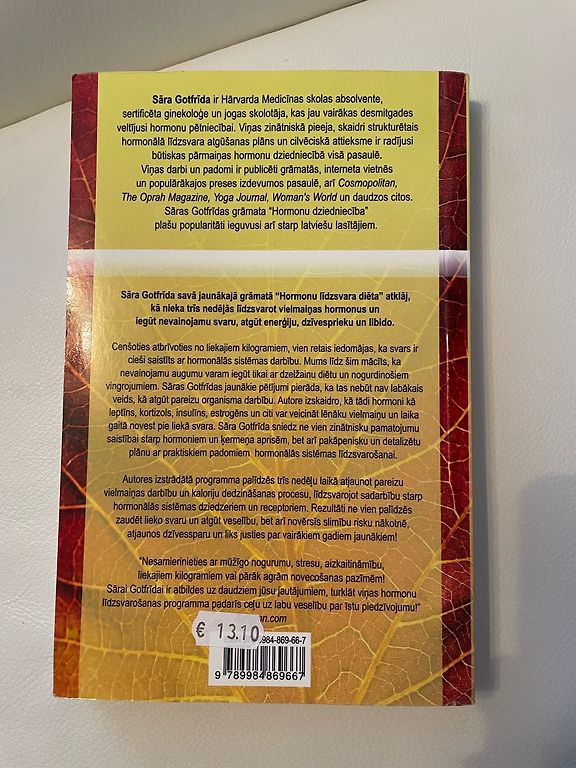 Sāra Gotfrīda ir Hārvarda Medicīnas skolas absolvente,
sertificēta ginekoloģe un jogas skolotāja, kas jau vairākas desmitgades
veltījusi hormonu pētniecībai. Viņas zinātniskā pieeja, skaidri strukturētais
hormonālā līdzsvara atgūšanas plāns un cilvēciskā attieksme ir radījusi
būtiskas pārmaiņas hormonu dziedniecībā visā pasaulē.
Viņas darbi un padomi ir publicēti grāmatās, interneta vietnēs
un populārākajos preses izdevumos pasaulē, arī Cosmopolitan,
The Oprah Magazine, Yoga Journal, Woman's World un daudzos citos.
Sāras Gotfrīdas grāmata “Hormonu dziedniecība”
plašu popularitāti ieguvusi arī starp latviešu lasītājiem.
Sāra Gotfrīda savā jaunākajā grāmatā “Hormonu līdzsvara diēta” atklāj,
kā nieka trīs nedēļās līdzsvarot vielmaiņas hormonus un
iegūt nevainojamu svaru, atgūt enerģiju, dzīvesprieku un libido.
Cenšoties atbrīvoties no liekajiem kilogramiem, vien retais iedomājas, ka svars ir
cieši saistīts ar hormonālās sistēmas darbību. Mums līdz šim mācīts, ka
nevainojamu augumu varam iegūt tikai ar dzelžainu diētu un nogurdinošiem
vingrojumiem. Sāras Gotfrīdas jaunākie pētījumi pierāda, ka tas nebūt nav labākais
veids, kā atgūt pareizu organisma darbību. Autore izskaidro, kā tādi hormoni kā
leptīns, kortizols, insulīns, estrogēns un citi var veicināt lēnāku vielmaiņu un laika
gaitā novest pie liekā svara. Sāra Gotfrīda sniedz ne vien zinātnisku pamatojumu
saistībai starp hormoniem un ķermeņa aprisēm, bet arī pakāpenisku un detalizētu
plānu ar praktiskiem padomiem hormonālās sistēmas līdzsvarošanai.
Autores izstrādātā programma palīdzēs trīs nedēļu laikā atjaunot pareizu
vielmaiņas darbību un kaloriju dedzināšanas procesu, līdzsvarojot sadarbību starp
hormonālās sistēmas dziedzeriem un receptoriem. Rezultāti ne vien palīdzēs
zaudēt lieko svaru un atgūt veselību, bet arī novērsīs slimību risku nākotnē,
atjaunos dzīvessparu un liks justies par vairākiem gadiem jaunākiem!
"Nesamierinieties ar mūžīgo nogurumu, stresu, aizkaitināmību,
liekajiem kilogramiem vai pārāk agrām novecošanas pazīmēm!
Sārai Gotfrīdai ir atbildes uz daudziem jūsu jautājumiem, turklāt viņas hormonu
līdzsvarošanas programma padarīs ceļu uz labu veselību par īstu piedzīvojumu!"
on.com
€ 13.10
984-869-66-7
9 789984 869667